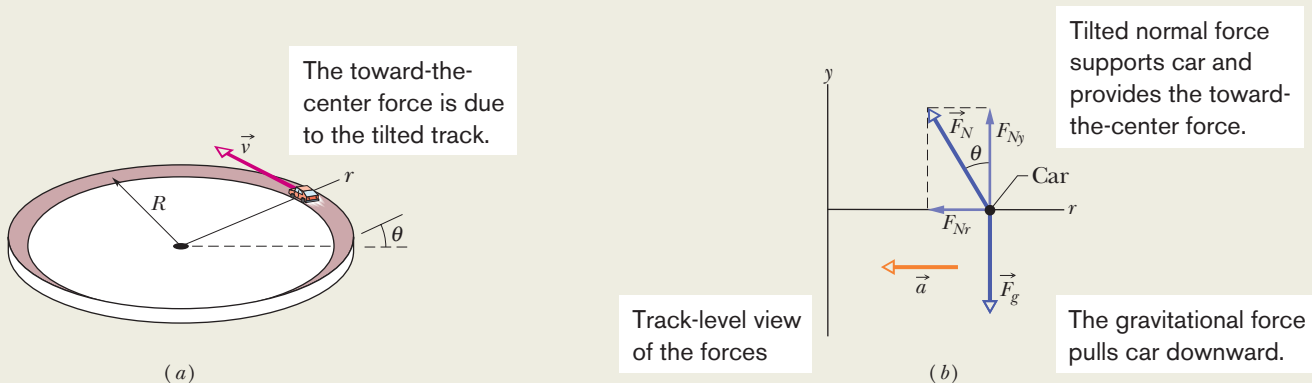 The toward-the-
center force is due
to the tilted track.
v
r
R
θ
(a)
Tilted normal force
supports car and
provides the toward-
the-center force.
y
F_N
F_Ny
θ
Car
r
F_Nr
a
F_g
Track-level view
of the forces
The gravitational force
pulls car downward.
(b)